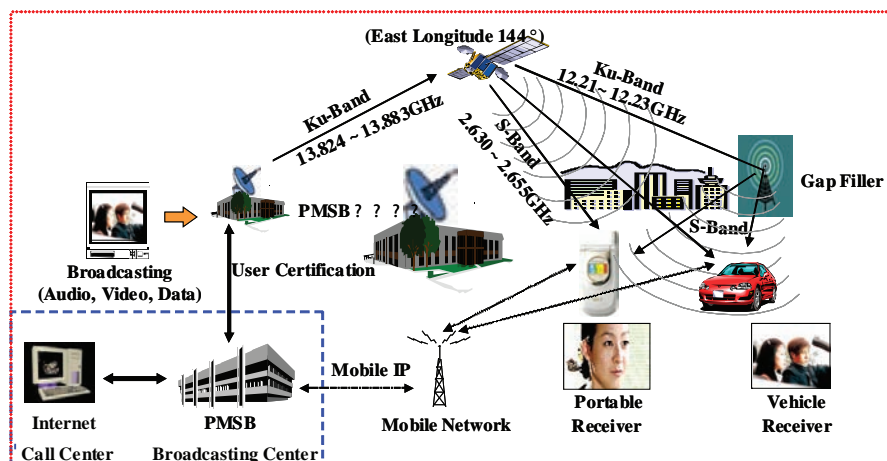 (East Longitude 144°)
Ku-Band
13.824 ~ 13.883GHz
Ku-Band
12.21~ 12.23GHz
S-Band
2.630 ~ 2.655GHz
Gap Filler
PMSB ? ? ? ?
S-Band
Broadcasting
(Audio, Video, Data)
User Certification
Mobile IP
Internet
PMSB
Mobile Network
Portable
Receiver
Vehicle
Receiver
Call Center
Broadcasting Center